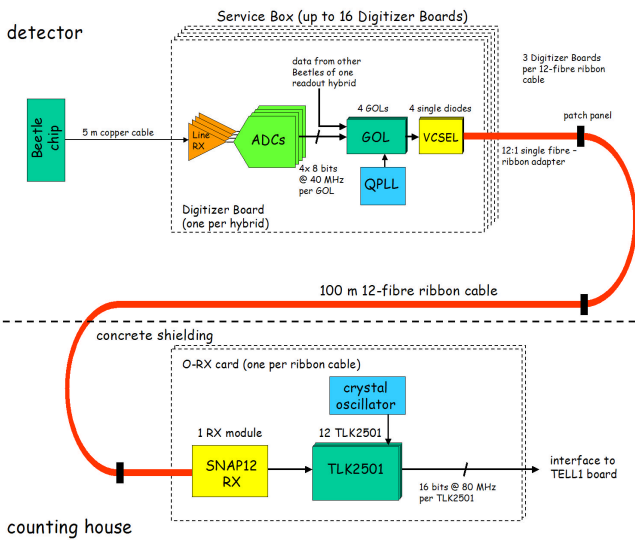 detector
Service Box (up to 16 Digitizer Boards)
data from other
Beetles of one
readout hybrid
3 Digitizer Boards
per 12-fibre ribbon
cable
Beetle
chip
5 m copper cable
Line
RX
ADCs
4x 8 bits
@ 40 MHz
per GOL
4 GOLs
GOL
QPLL
4 single diodes
VCSEL
patch panel
12:1 single fibre –
ribbon adapter
Digitizer Board
(one per hybrid)
100 m 12-fibre ribbon cable
concrete shielding
O-RX card (one per ribbon cable)
crystal
oscillator
1 RX module
12 TLK2501
SNAP12
RX
TLK2501
16 bits @ 80 MHz
per TLK2501
interface to
TELL1 board
counting house